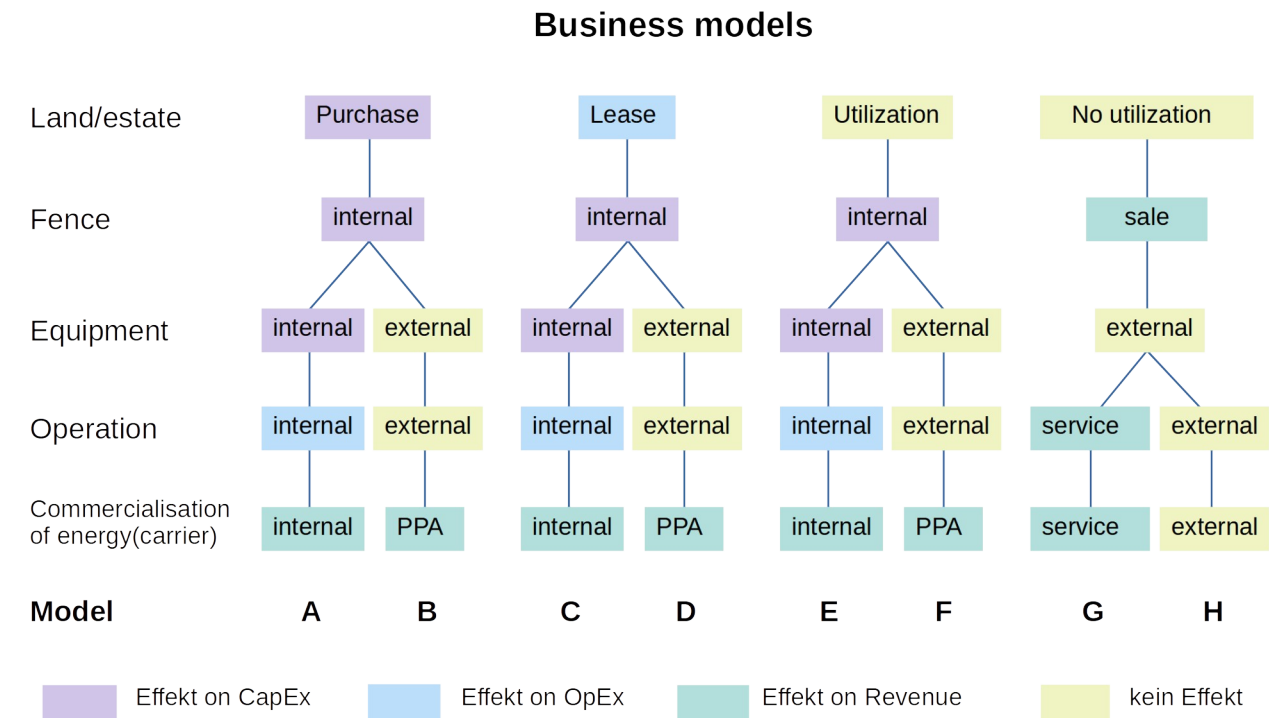 Business models
Land/estate Purchase Lease Utilization No utilization
Fence internal internal internal sale
Equipment internal external internal external internal external external
Operation internal external internal external internal external service external
Commercialisation
of energy(carrier) internal PPA internal PPA internal PPA service external
Model A B C D E F G H
Effekt on CapEx Effekt on OpEx Effekt on Revenue kein Effekt